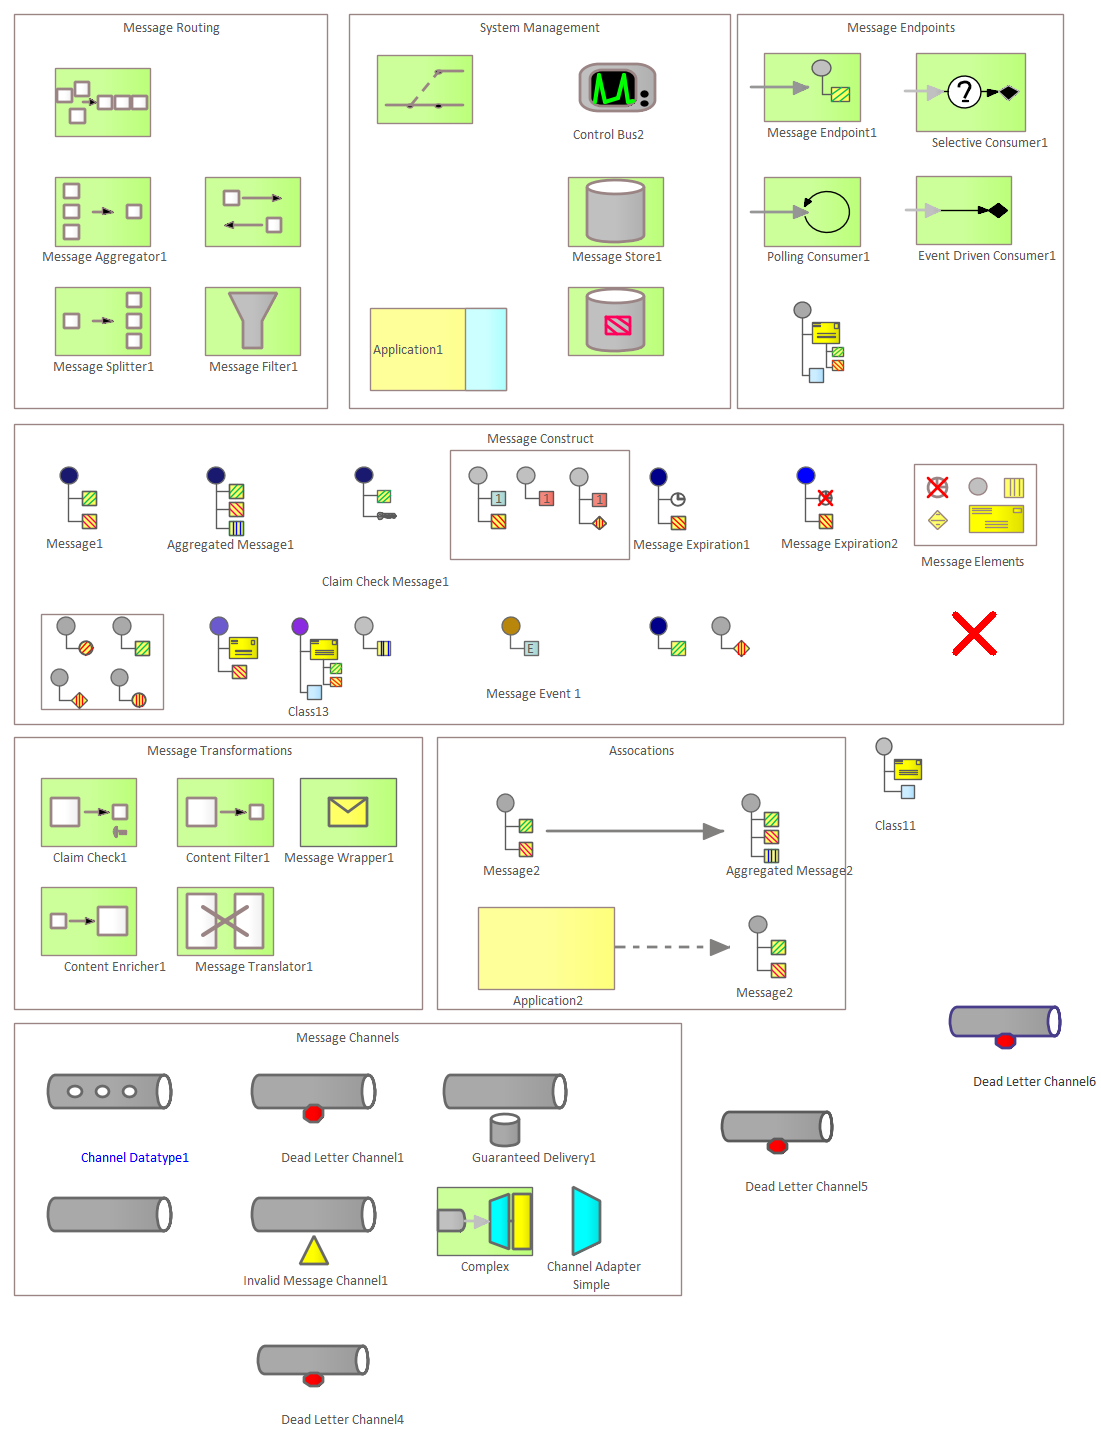 Message Routing
System Management
Message Endpoints
Control Bus2
Message Endpoint1
Selective Consumer1
Message Aggregator1
Message Store1
Polling Consumer1
Event Driven Consumer1
Application1
Message Splitter1
Message Filter1
Message Construct
1
1
1
Message1
Aggregated Message1
Message Expiration1
Message Expiration2
Message Elements
Claim Check Message1
E
Message Event 1
Class13
Message Transformations
Assocations
Class11
Claim Check1
Content Filter1
Message Wrapper1
Message2
Aggregated Message2
Content Enricher1
Message Translator1
Application2
Message2
Message Channels
Dead Letter Channel6
Channel Datatype1
Dead Letter Channel1
Guaranteed Delivery1
Dead Letter Channel5
Invalid Message Channel1
Complex
Channel Adapter
Simple
Dead Letter Channel4